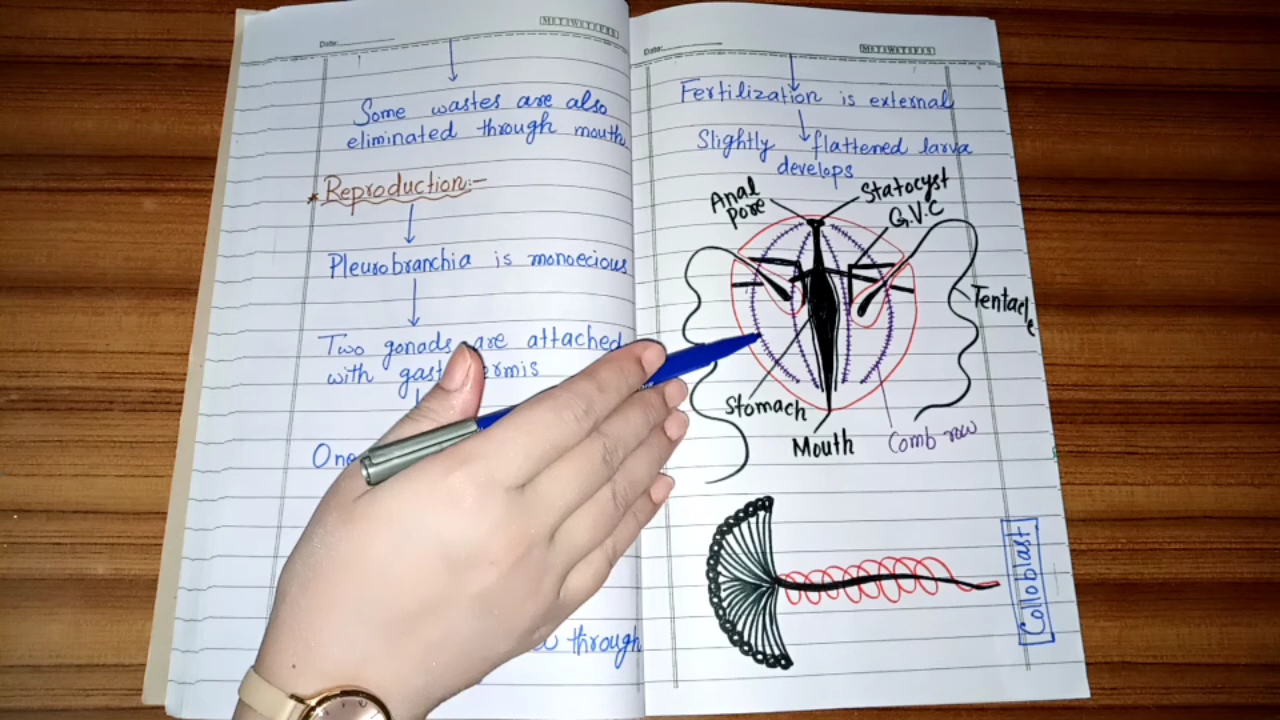 Date:
Some wastes are also
eliminated through mouth
* Reproduction:-
Pleurobranchia is monoecious
Two gonads are attached
with
through
Date:
Fertilization is external
Slightly flattened larva
develops
Anal
pore
Statocyst
G.V.C
Tentacle
Stomach
Mouth
Comb row
Colloblast